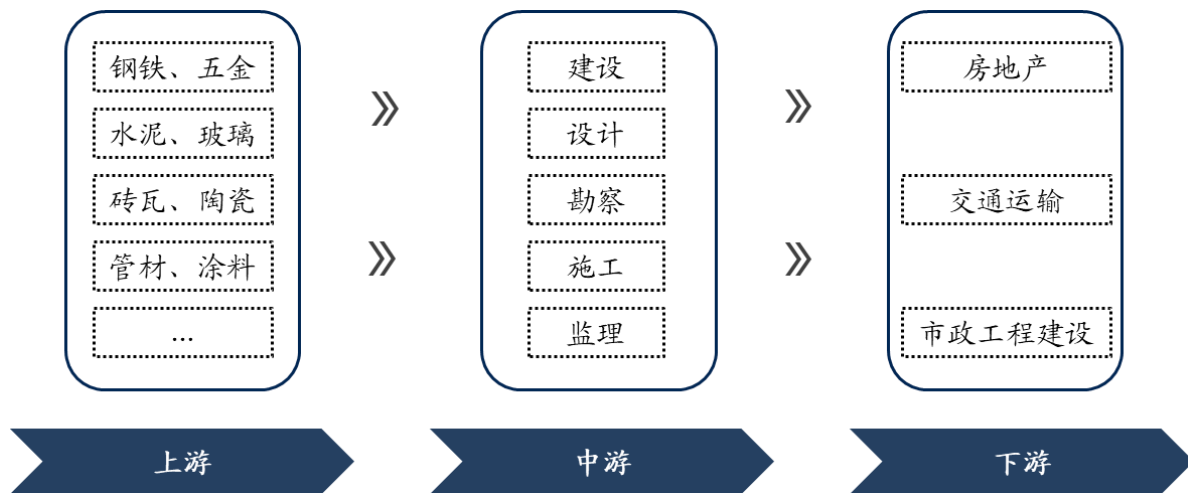 钢铁、五金
水泥、玻璃
砖瓦、陶瓷
管材、涂料
...
建设
设计
勘察
施工
监理
房地产
交通运输
市政工程建设
上游
中游
下游